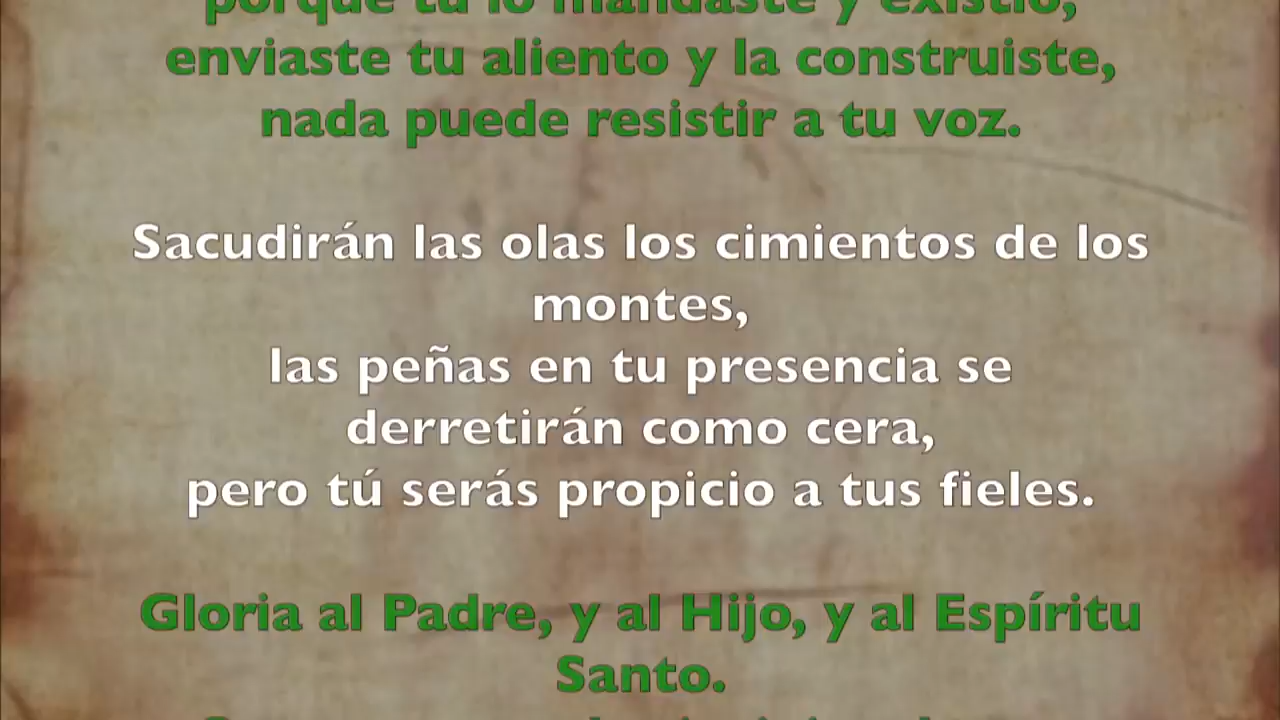 porque tú lo mandaste y existió,
enviaste tu aliento y la construiste,
nada puede resistir a tu voz.
Sacudirán las olas los cimientos de los
montes,
las peñas en tu presencia se
derretirán como cera,
pero tú serás propicio a tus fieles.
Gloria al Padre, y al Hijo, y al Espíritu
Santo.